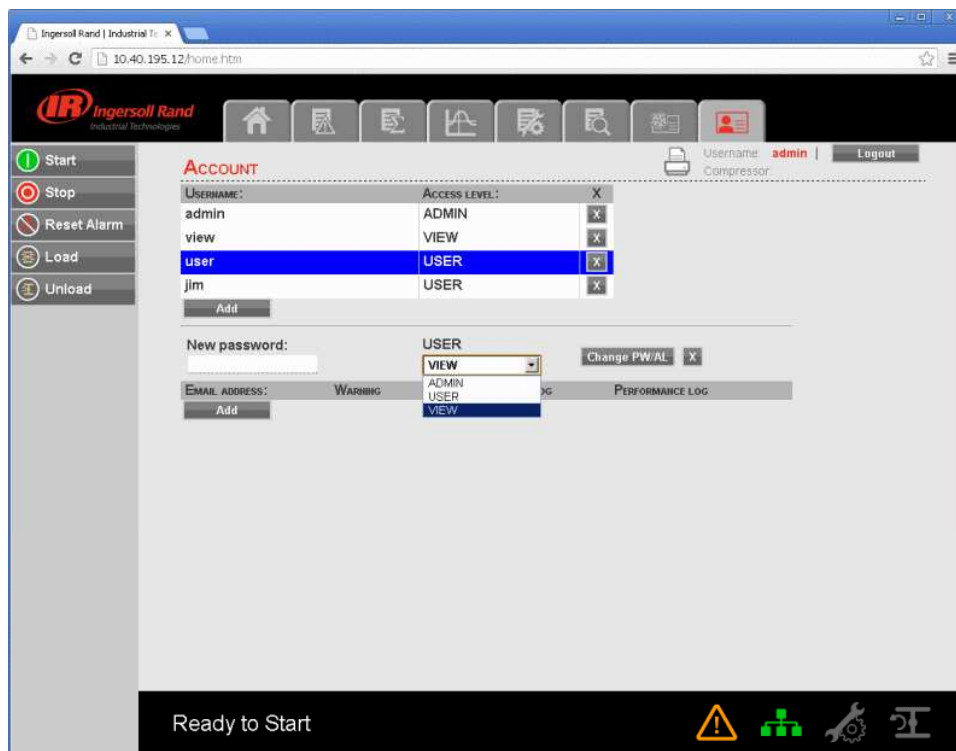 Ingersoll Rand | Industrial Te
10.40.195.12/home.htm
IR Ingersoll Rand
Industrial Technologies
Start
Stop
Reset Alarm
Load
Unload
Username: admin | Logout
Compressor:
ACCOUNT
USERNAME: ACCESS LEVEL: X
admin ADMIN X
view VIEW X
user USER X
jim USER X
Add
New password: USER
VIEW Change PW/AL X
ADMIN
USER
VIEW
EMAIL ADDRESS: WARNING OG PERFORMANCE LOG
Add
Ready to Start